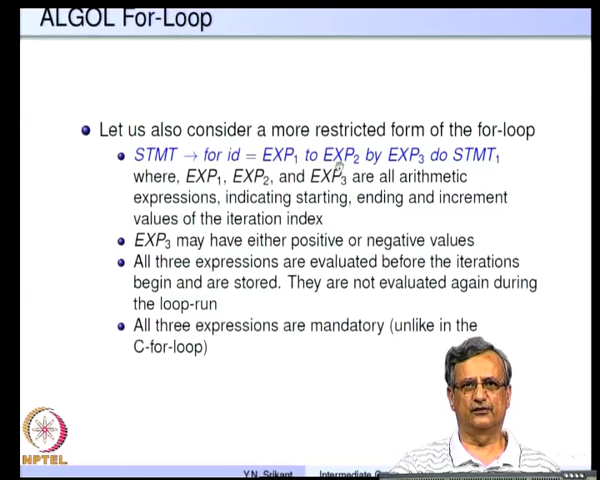 ALGOL For-Loop
Let us also consider a more restricted form of the for-loop
STMT → for id = EXP₁ to EXP₂ by EXP₃ do STMT₁
where, EXP₁, EXP₂, and EXP₃ are all arithmetic
expressions, indicating starting, ending and increment
values of the iteration index
EXP₃ may have either positive or negative values
All three expressions are evaluated before the iterations
begin and are stored. They are not evaluated again during
the loop-run
All three expressions are mandatory (unlike in the
C-for-loop)
NPTEL
Y.N. Srikant